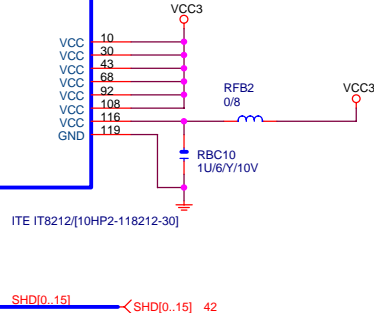 VCC3
VCC 10
VCC 30
VCC 43
VCC 68
VCC 92
VCC 108
VCC 116
GND 119
RFB2
0/8
VCC3
RBC10
1U/6/Y/10V
ITE IT8212/[10HP2-118212-30]
SHD[0..15]
SHD[0..15] 42